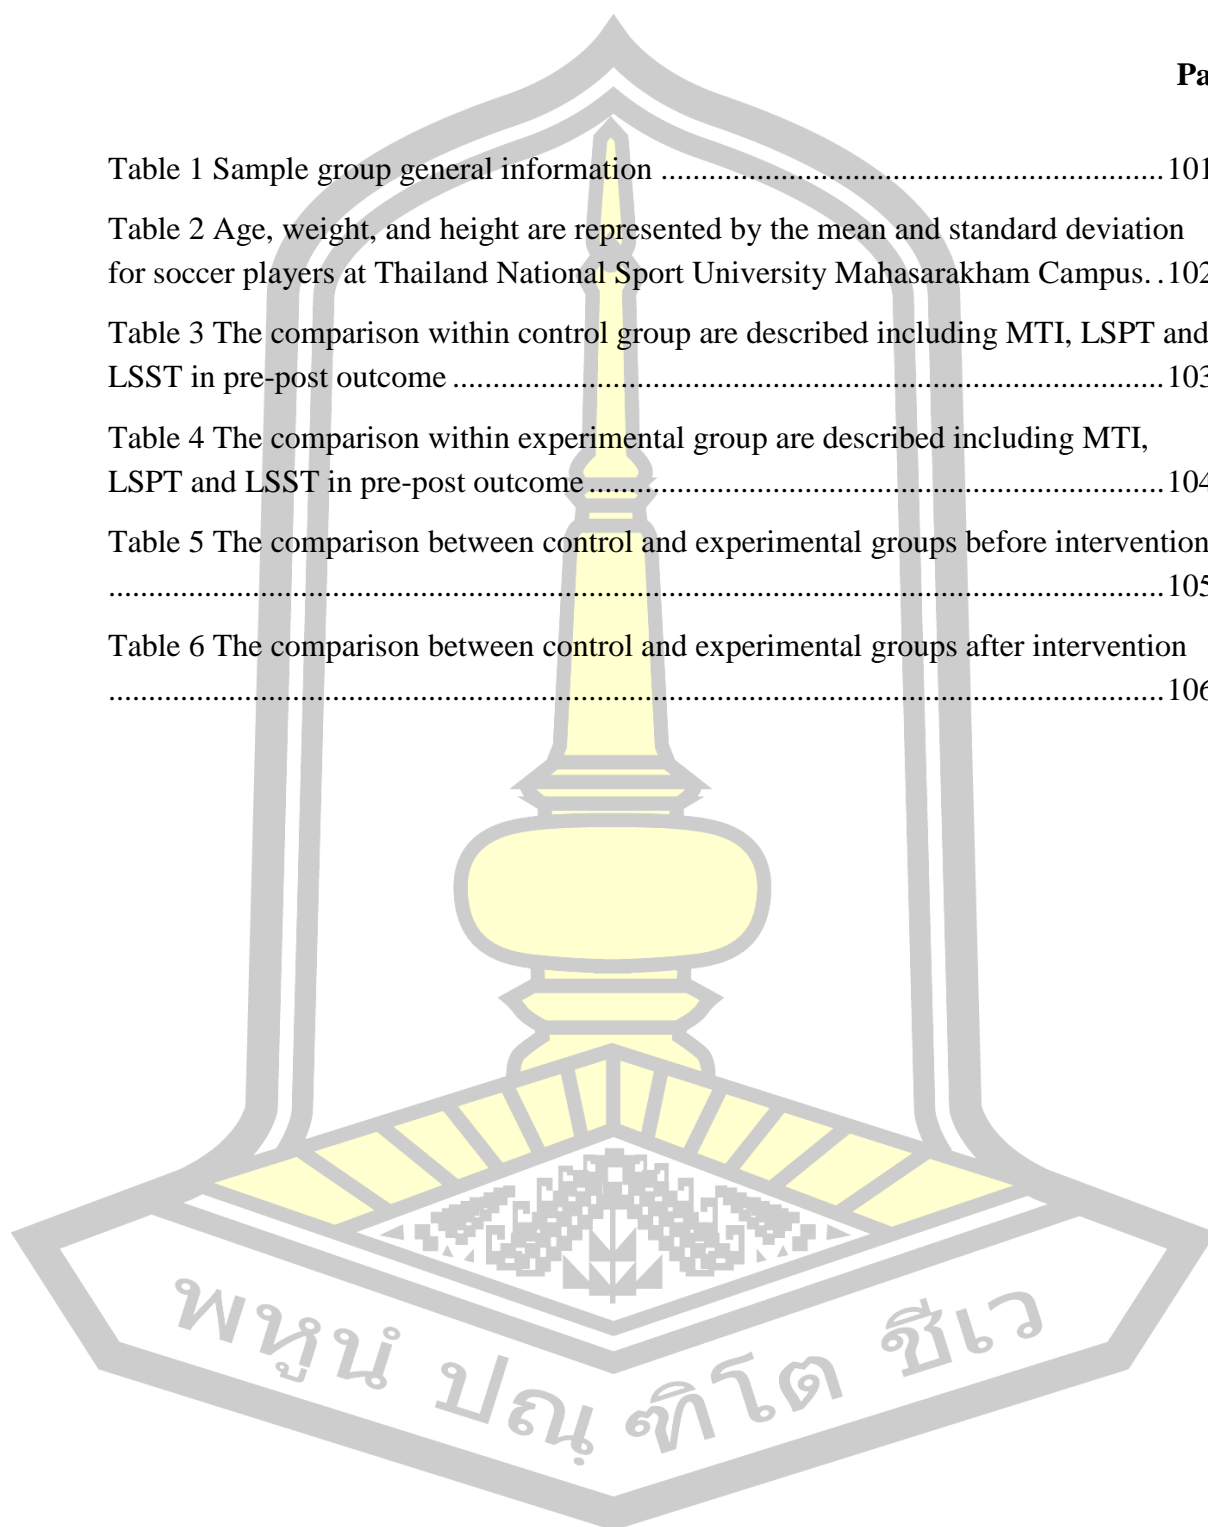 Pa
Table 1 Sample group general information ...............................................................101
Table 2 Age, weight, and height are represented by the mean and standard deviation
for soccer players at Thailand National Sport University Mahasarakham Campus. ..102
Table 3 The comparison within control group are described including MTI, LSPT and
LSST in pre-post outcome .........................................................................................103
Table 4 The comparison within experimental group are described including MTI,
LSPT and LSST in pre-post outcome........................................................................104
Table 5 The comparison between control and experimental groups before intervention
....................................................................................................................................105
Table 6 The comparison between control and experimental groups after intervention
....................................................................................................................................106
พหูนํ ปณฺฑิโต ชีเว